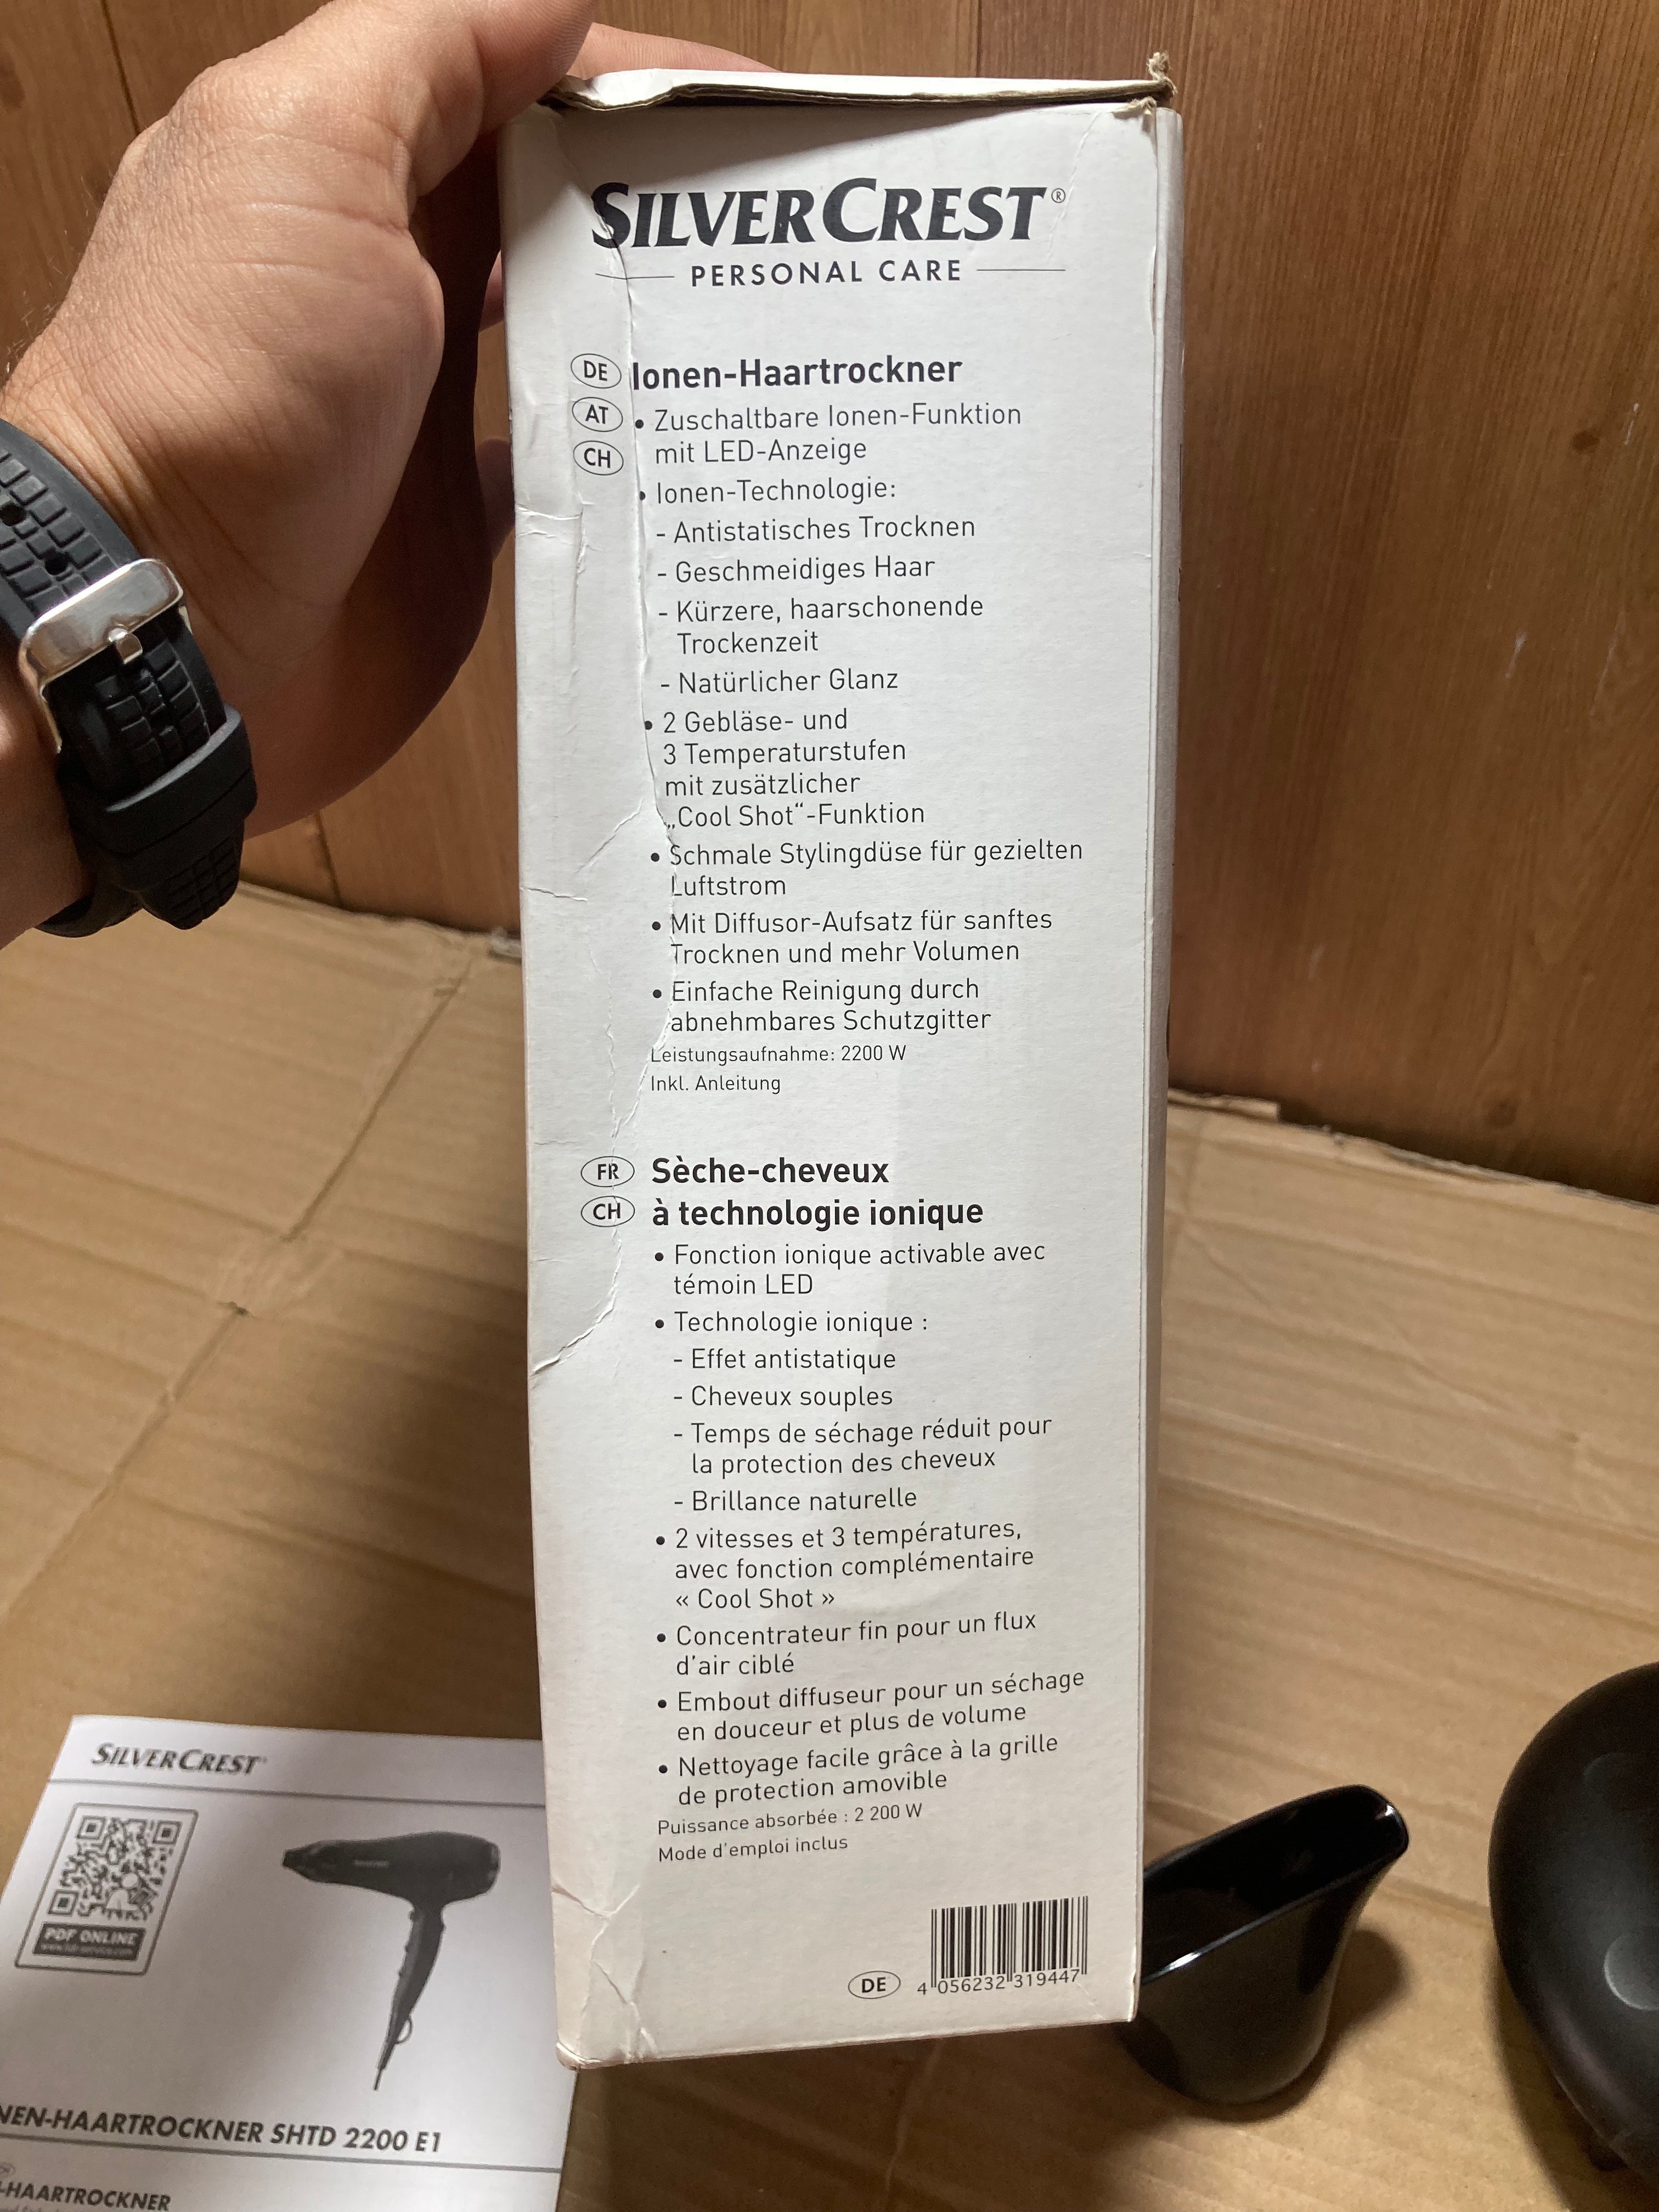 SILVERCREST®
PERSONAL CARE
DE Ionen-Haartrockner
AT • Zuschaltbare Ionen-Funktion
CH mit LED-Anzeige
• Ionen-Technologie:
- Antistatisches Trocknen
- Geschmeidiges Haar
- Kürzere, haarschonende
Trockenzeit
- Natürlicher Glanz
• 2 Gebläse- und
3 Temperaturstufen
mit zusätzlicher
„Cool Shot“-Funktion
• Schmale Stylingdüse für gezielten
Luftstrom
• Mit Diffusor-Aufsatz für sanftes
Trocknen und mehr Volumen
• Einfache Reinigung durch
abnehmbares Schutzgitter
Leistungsaufnahme: 2200 W
Inkl. Anleitung
FR Sèche-cheveux
CH à technologie ionique
• Fonction ionique activable avec
témoin LED
• Technologie ionique :
- Effet antistatique
- Cheveux souples
- Temps de séchage réduit pour
la protection des cheveux
- Brillance naturelle
• 2 vitesses et 3 températures,
avec fonction complémentaire
« Cool Shot »
• Concentrateur fin pour un flux
d'air ciblé
• Embout diffuseur pour un séchage
en douceur et plus de volume
• Nettoyage facile grâce à la grille
de protection amovible
Puissance absorbée : 2 200 W
Mode d'emploi inclus
DE 4 056232 319447
SILVERCREST®
PDF ONLINE
NEN-HAARTROCKNER SHTD 2200 E1
-HAARTROCKNER